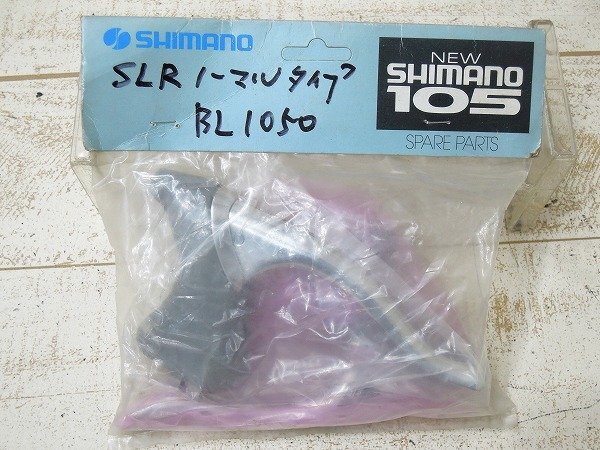 SHIMANO
SLR ノーマルタイプ
BL1050
NEW
SHIMANO
105
SPARE PARTS